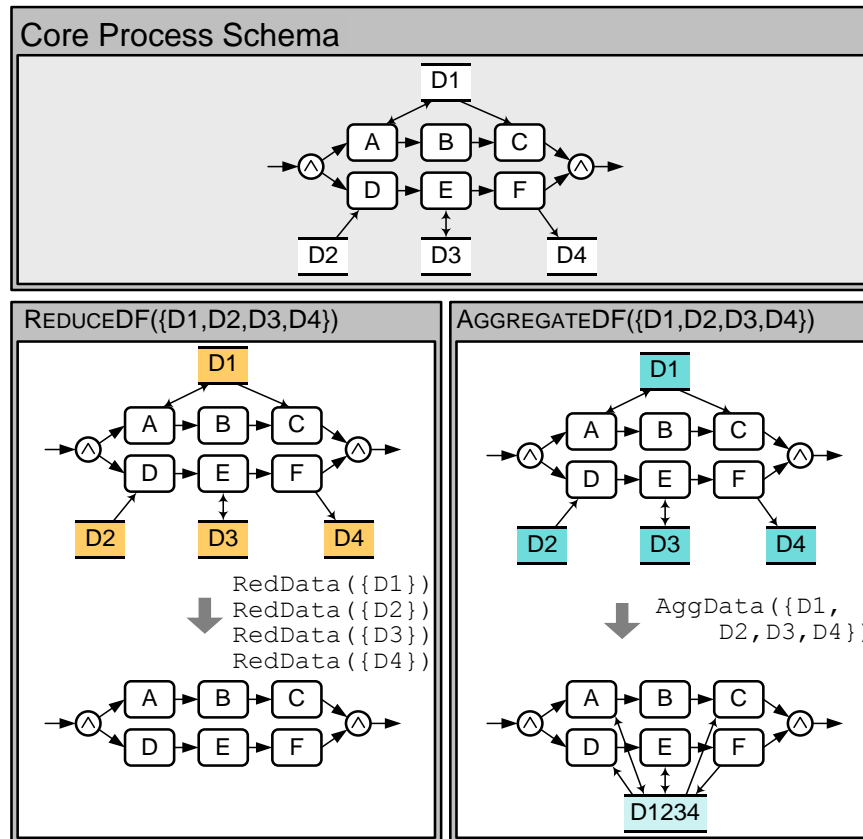 Core Process Schema
D1
A B C
∧ ∧
D E F
D2 D3 D4
REDUCEDF({D1,D2,D3,D4})
D1
A B C
∧ ∧
D E F
D2 D3 D4
RedData({D1})
RedData({D2})
RedData({D3})
RedData({D4})
A B C
∧ ∧
D E F
AGGREGATEDF({D1,D2,D3,D4})
D1
A B C
∧ ∧
D E F
D2 D3 D4
AggData({D1,
D2,D3,D4})
A B C
∧ ∧
D E F
D1234